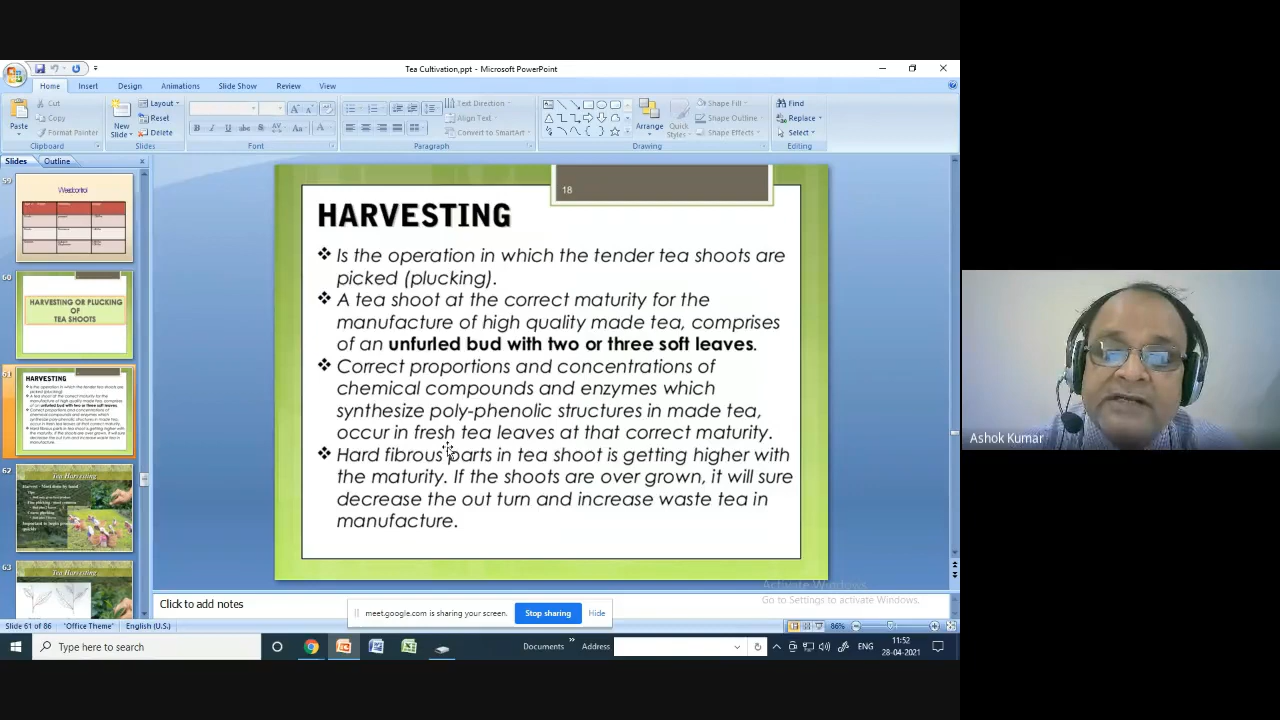 Tea Cultivation.ppt - Microsoft PowerPoint
Home Insert Design Animations Slide Show Review View
Paste
Cut
Copy
Format Painter
Clipboard
New
Slide
Layout
Reset
Delete
Slides
Font
Text Direction
Align Text
Convert to SmartArt
Paragraph
Arrange
Quick
Styles
Shape Fill
Shape Outline
Shape Effects
Drawing
Find
Replace
Select
Editing
Slides Outline
Weed control
60
HARVESTING OR PLUCKING
OF
TEA SHOOTS
61
HARVESTING
62
Tea Harvesting
63
Tea Harvesting
18
HARVESTING
❖ Is the operation in which the tender tea shoots are
picked (plucking).
❖ A tea shoot at the correct maturity for the
manufacture of high quality made tea, comprises
of an unfurled bud with two or three soft leaves.
❖ Correct proportions and concentrations of
chemical compounds and enzymes which
synthesize poly-phenolic structures in made tea,
occur in fresh tea leaves at that correct maturity.
❖ Hard fibrous parts in tea shoot is getting higher with
the maturity. If the shoots are over grown, it will sure
decrease the out turn and increase waste tea in
manufacture.
Ashok Kumar
Activate Windows
Go to Settings to activate Windows.
Click to add notes
meet.google.com is sharing your screen. Stop sharing Hide
Slide 61 of 86 "Office Theme" English (U.S.) 86%
Type here to search
Documents Address
ENG
11:52
28-04-2021